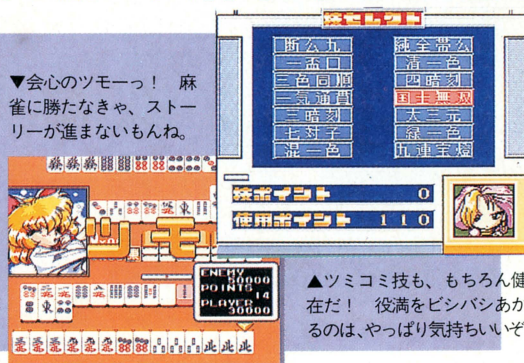 技セレクト
断公九
純全帯公
一盃口
清一色
三色同順
四暗刻
一気通貫
国士無双
三暗刻
大三元
七対子
緑一色
混一色
九連宝燈
技ポイント 0
使用ポイント 110
▼会心のツモーっ! 麻
雀に勝たなきゃ、ストー
リーが進まないもんね。
ツモ
ENEMY
50000
POINTS
14
PLAYER
30000
▲ツミコミ技も、もちろん健
在だ! 役満をビシバシあが
るのは、やっぱり気持ちいいぞ